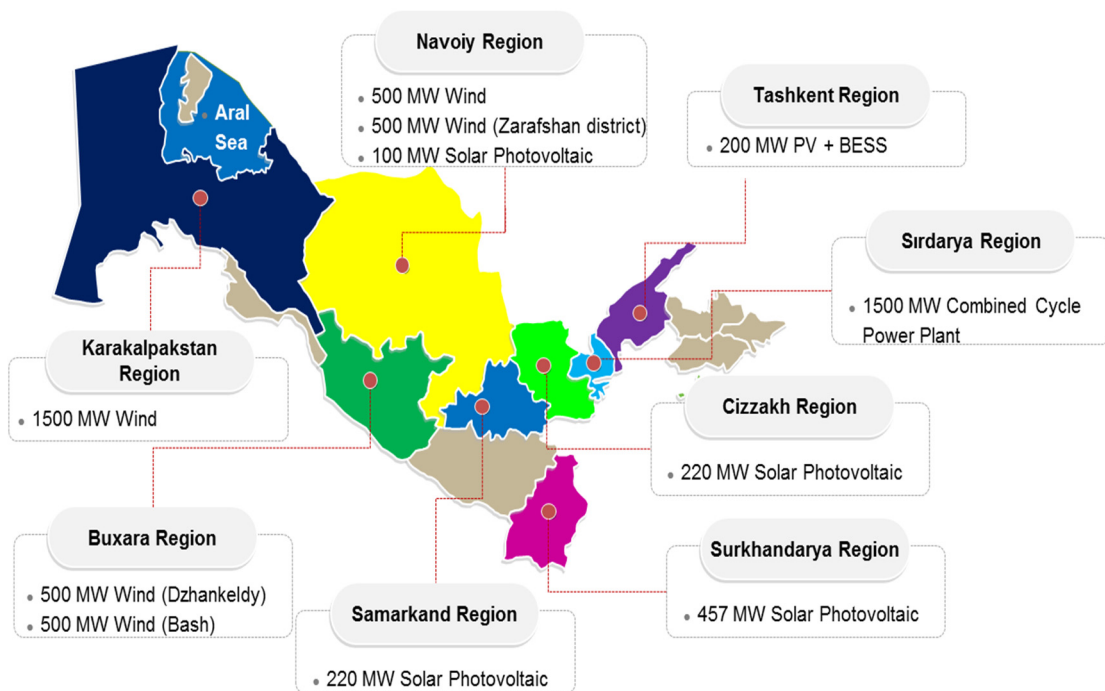 Navoiy Region
500 MW Wind
500 MW Wind (Zarafshan district)
100 MW Solar Photovoltaic
Tashkent Region
200 MW PV + BESS
Aral
Sea
Sırdarya Region
1500 MW Combined Cycle
Power Plant
Karakalpakstan
Region
1500 MW Wind
Cizzakh Region
220 MW Solar Photovoltaic
Buxara Region
500 MW Wind (Dzhankeldy)
500 MW Wind (Bash)
Samarkand Region
220 MW Solar Photovoltaic
Surkhandarya Region
457 MW Solar Photovoltaic